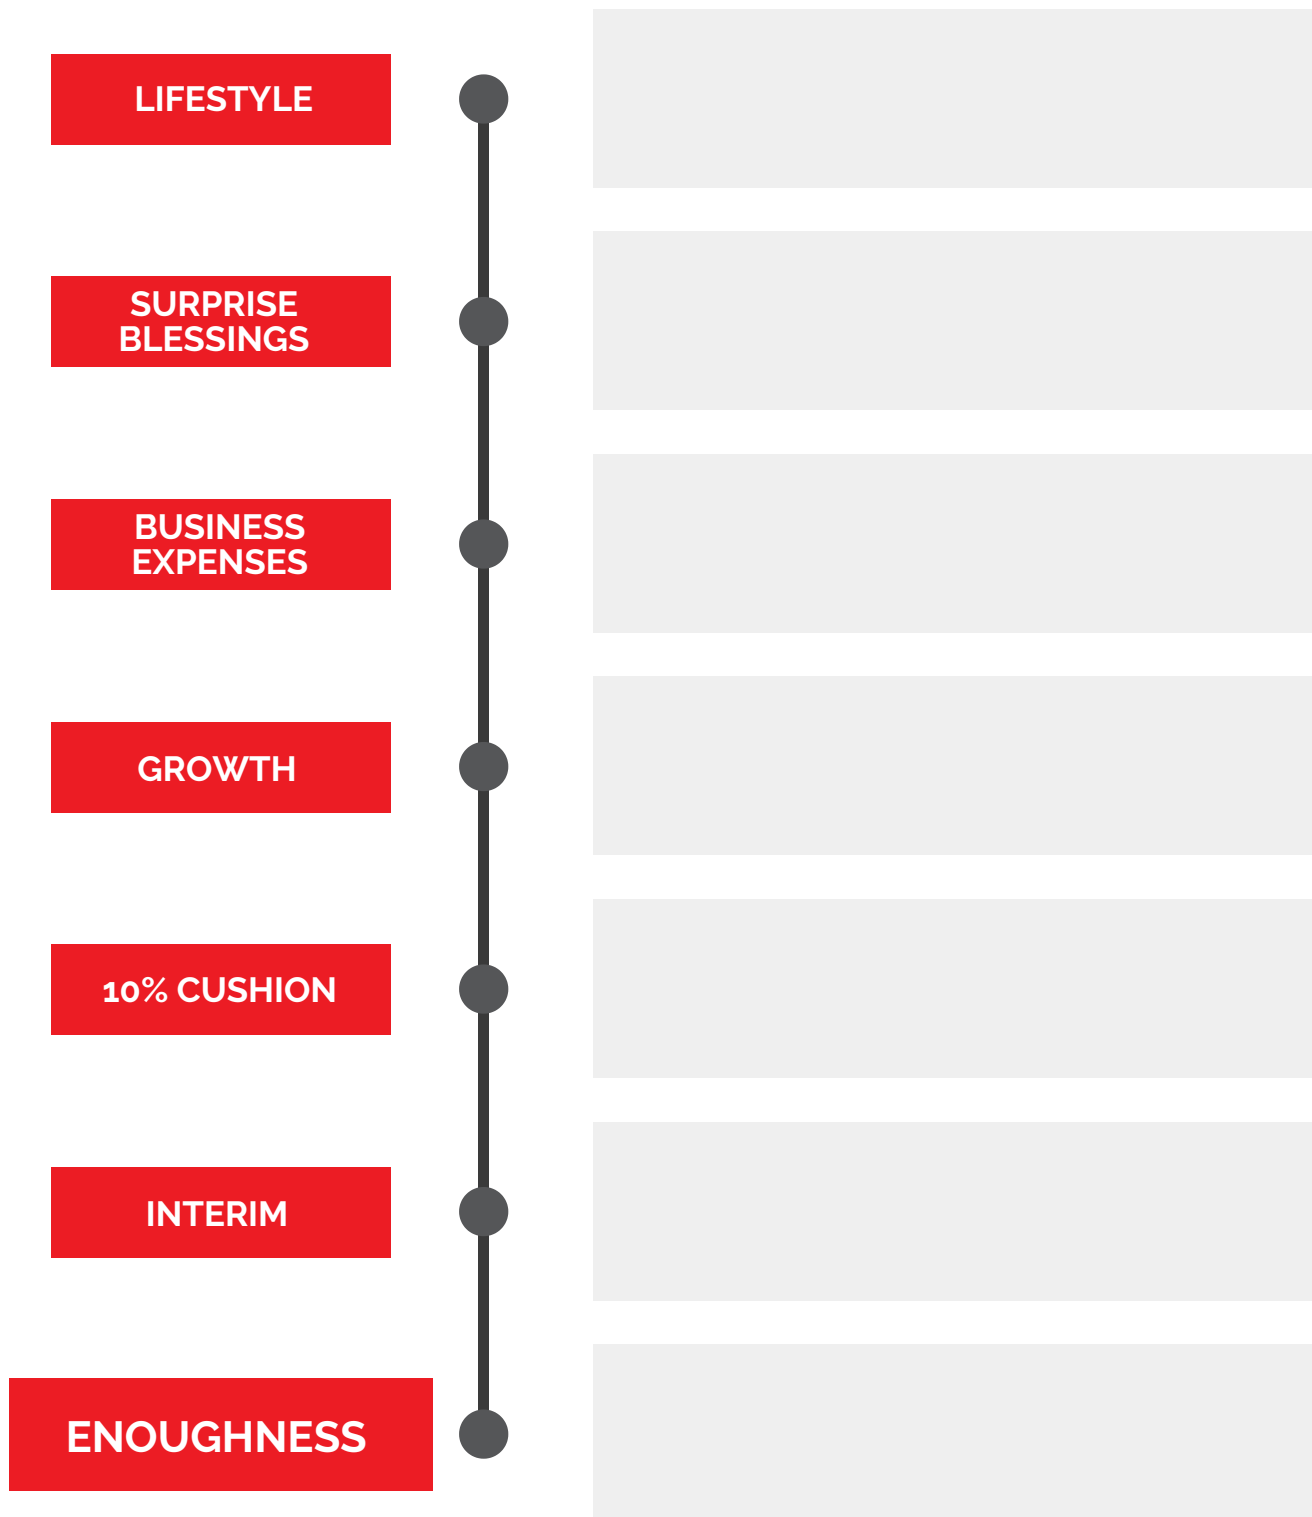 LIFESTYLE
SURPRISE
BLESSINGS
BUSINESS
EXPENSES
GROWTH
10% CUSHION
INTERIM
ENOUGHNESS